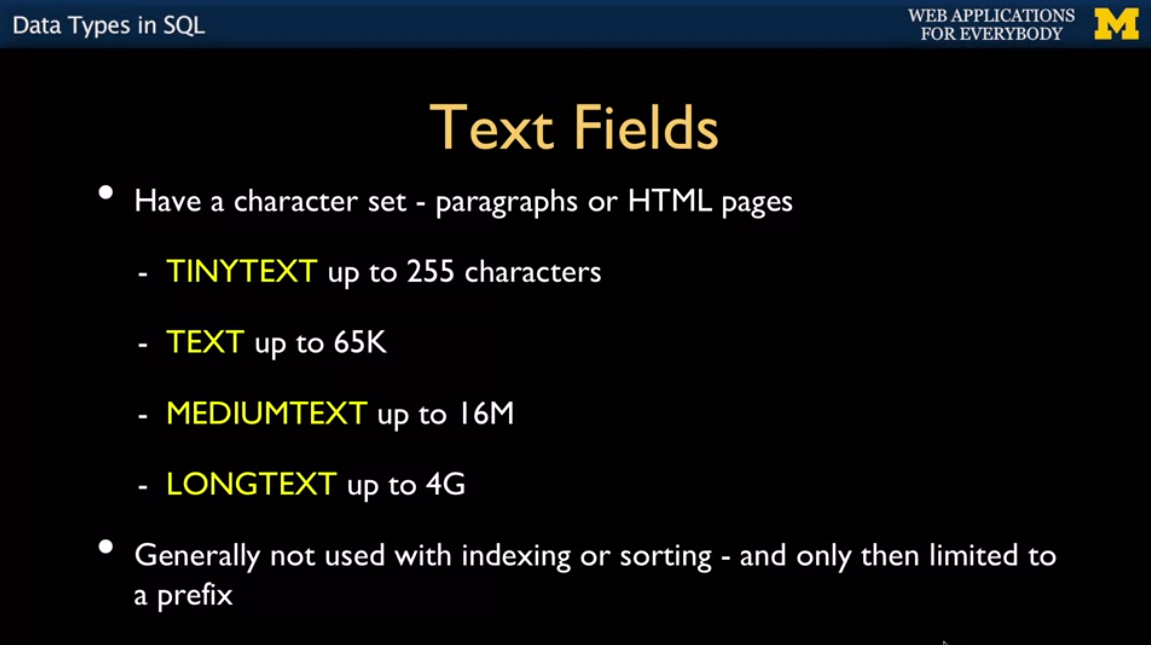 Data Types in SQL
WEB APPLICATIONS
FOR EVERYBODY
M
Text Fields
• Have a character set - paragraphs or HTML pages
- TINYTEXT up to 255 characters
- TEXT up to 65K
- MEDIUMTEXT up to 16M
- LONGTEXT up to 4G
• Generally not used with indexing or sorting - and only then limited to
a prefix